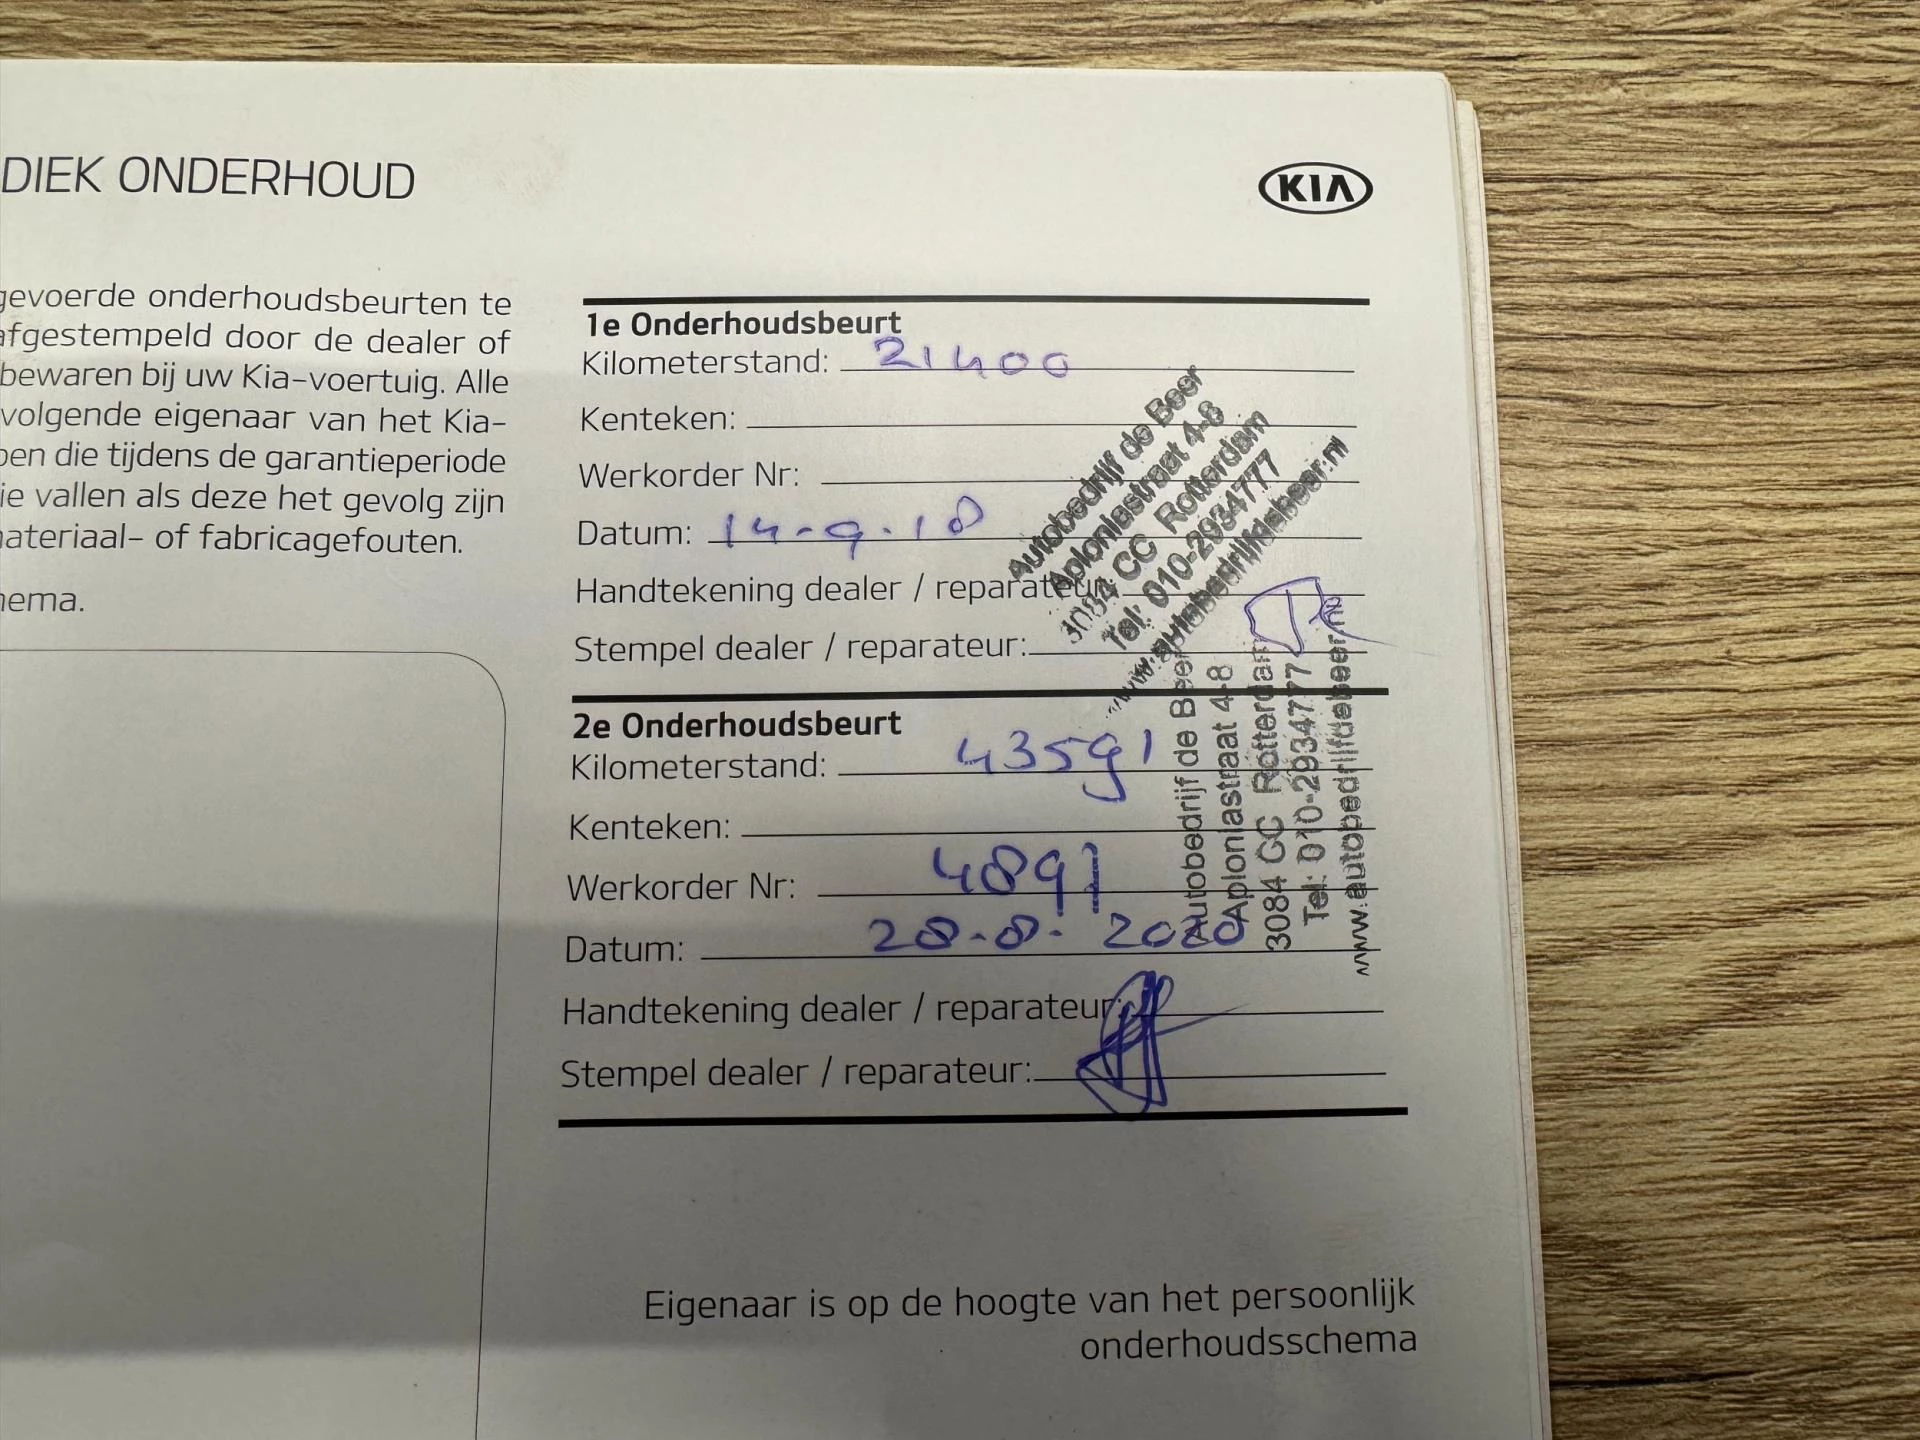 DIEK ONDERHOUD
KIA
gevoerde onderhoudsbeurten te
afgestempeld door de dealer of
bewaren bij uw Kia-voertuig. Alle
volgende eigenaar van het Kia-
pen die tijdens de garantieperiode
ie vallen als deze het gevolg zijn
nateriaal- of fabricagefouten.
nema.
1e Onderhoudsbeurt
Kilometerstand: 21400
Kenteken:
Werkorder Nr:
Datum: 14-9-18
Handtekening dealer / reparateur:
Stempel dealer / reparateur:
Autobedrijf de Beer
Aploniastraat 4-8
3084 CC Rotterdam
Tel: 010-2934777
www.autobedrijfdebeer.nl
2e Onderhoudsbeurt
Kilometerstand: 43591
Kenteken:
Werkorder Nr: 4891
Datum: 28-8-2020
Handtekening dealer / reparateur:
Stempel dealer / reparateur:
Autobedrijf de Beer
Aploniastraat 4-8
3084 CC Rotterdam
Tel: 010-2934777
www.autobedrijfdebeer.nl
Eigenaar is op de hoogte van het persoonlijk
onderhoudsschema